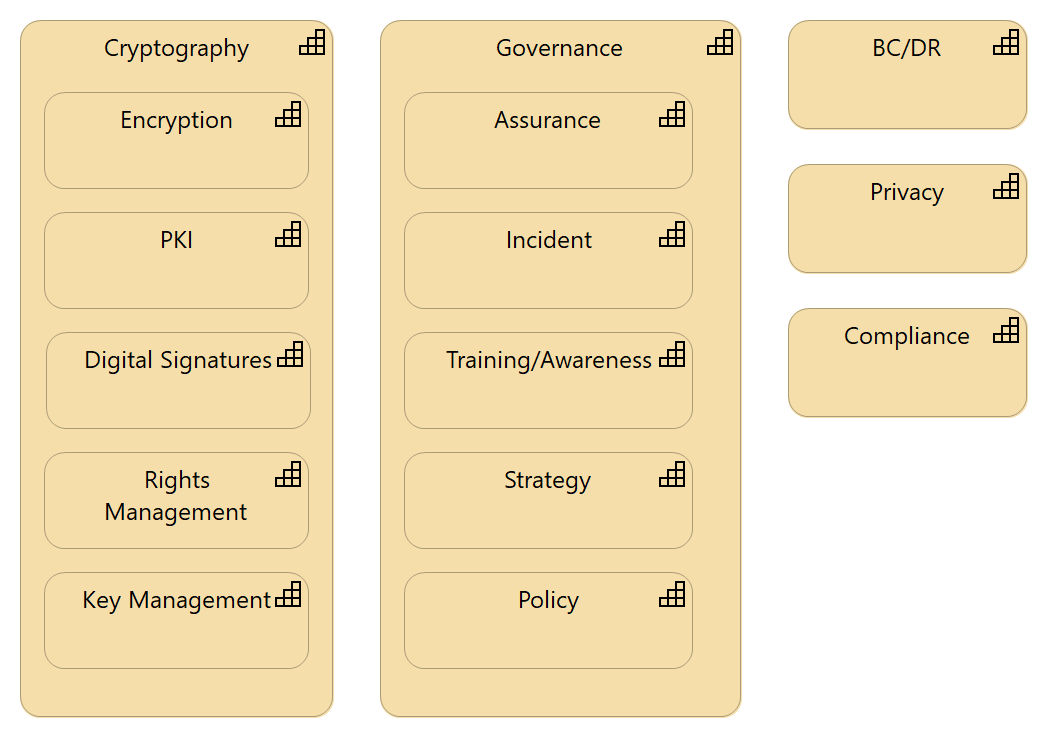 Cryptography
Encryption
PKI
Digital Signatures
Rights
Management
Key Management
Governance
Assurance
Incident
Training/Awareness
Strategy
Policy
BC/DR
Privacy
Compliance